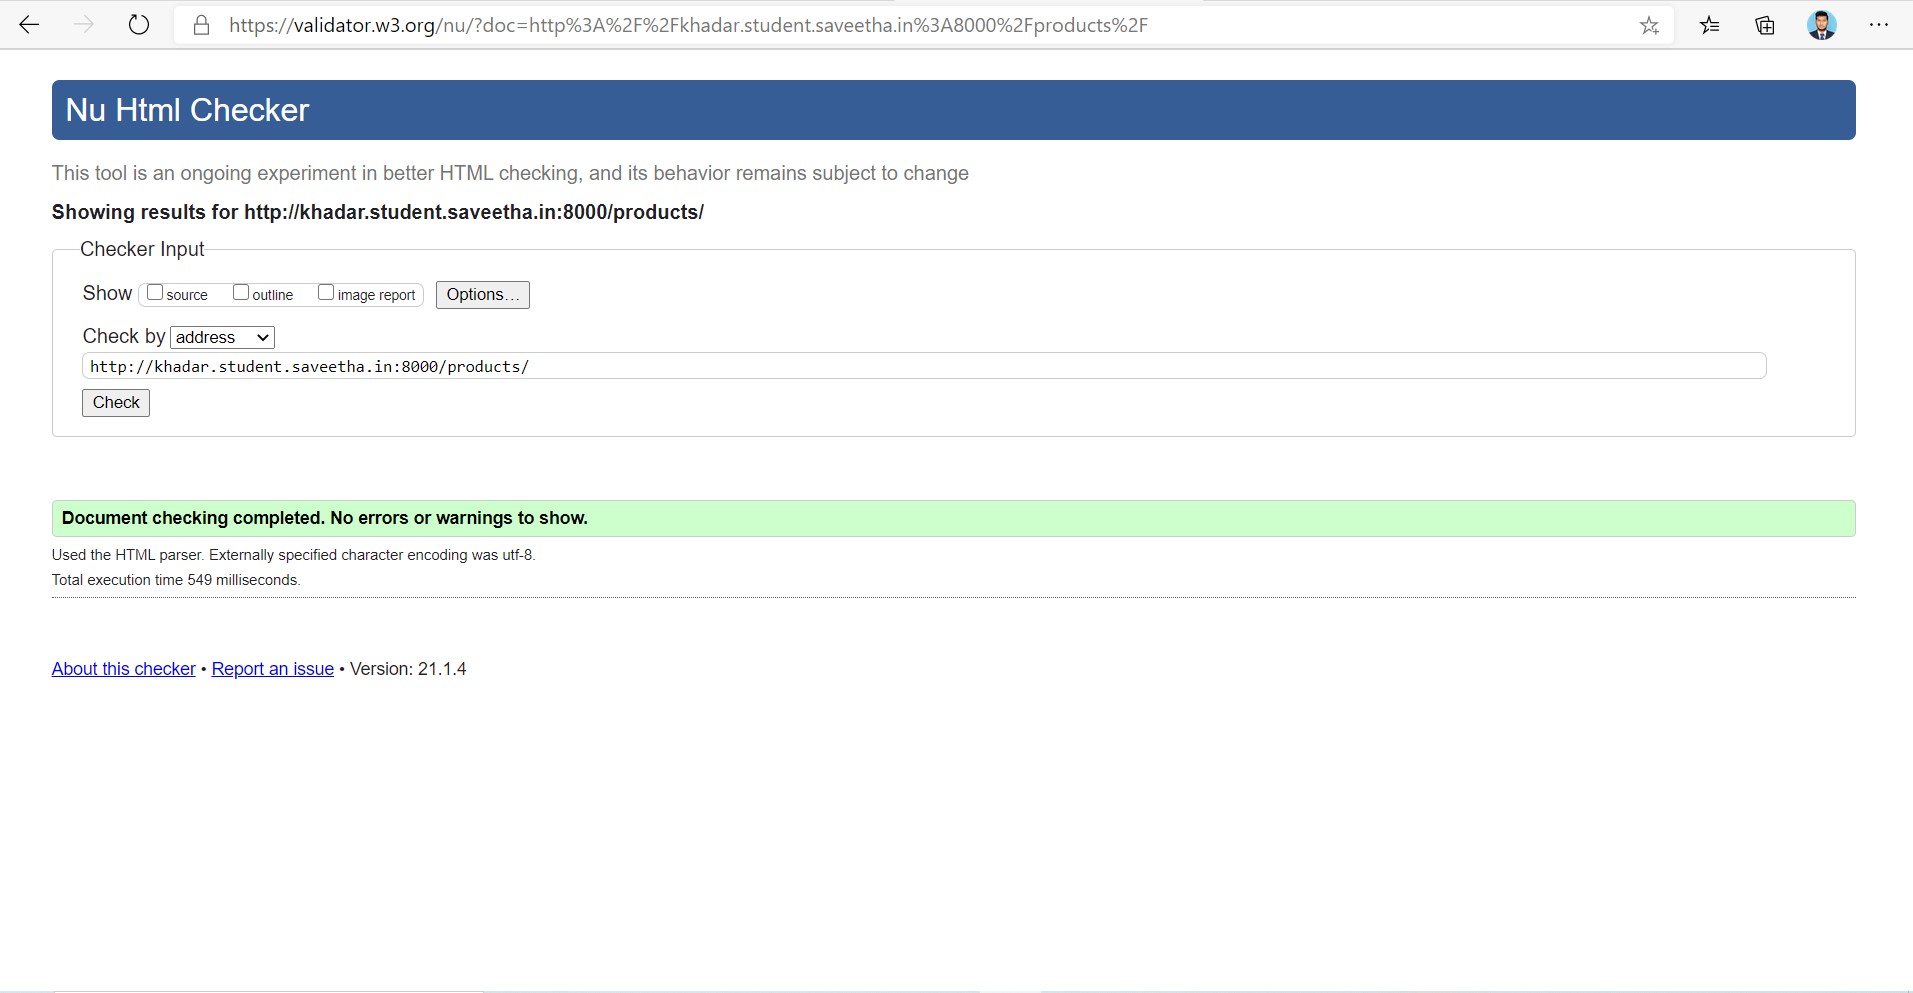 https://validator.w3.org/nu/?doc=http%3A%2F%2Fkhadar.student.saveetha.in%3A8000%2Fproducts%2F
Nu Html Checker
This tool is an ongoing experiment in better HTML checking, and its behavior remains subject to change
Showing results for http://khadar.student.saveetha.in:8000/products/
Checker Input
Show source outline image report Options...
Check by address
http://khadar.student.saveetha.in:8000/products/
Check
Document checking completed. No errors or warnings to show.
Used the HTML parser. Externally specified character encoding was utf-8.
Total execution time 549 milliseconds.
About this checker • Report an issue • Version: 21.1.4